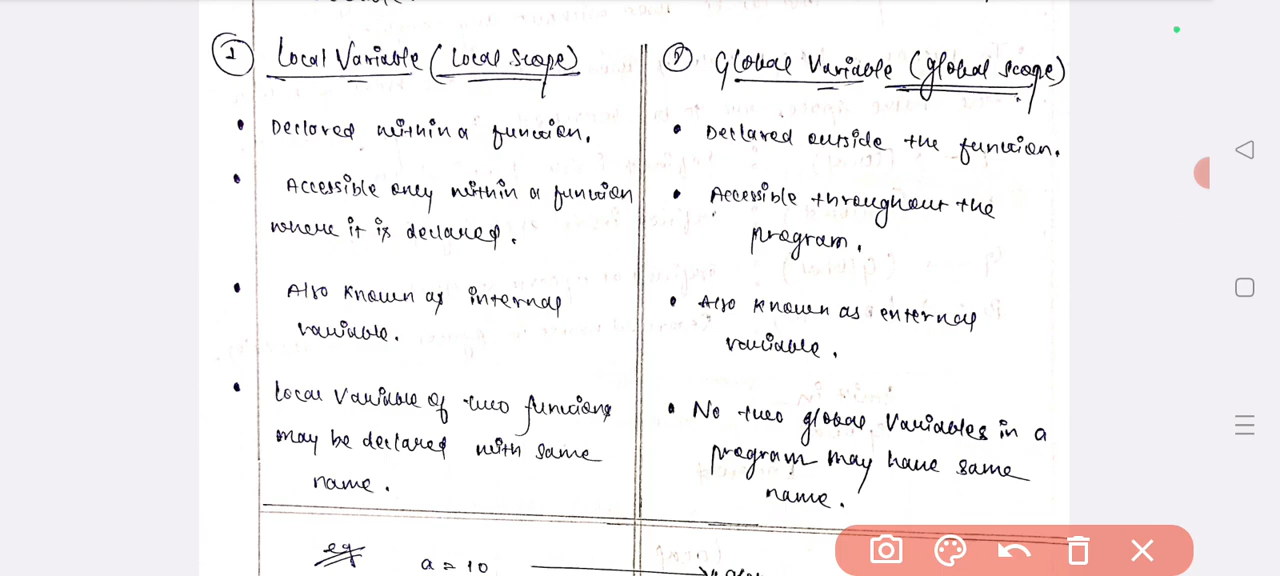 ① Local Variable (Local Scope)
• Declared within a function.
• Accessible only within a function
where it is declared.
• Also known as internal
variable.
• Local variable of two functions
may be declared with same
name.
Global Variable (global scope)
• Declared outside the function.
• Accessible throughout the
program.
• Also known as enternal
variable.
• No two global variables in a
program may have same
name.
eg
a = 10